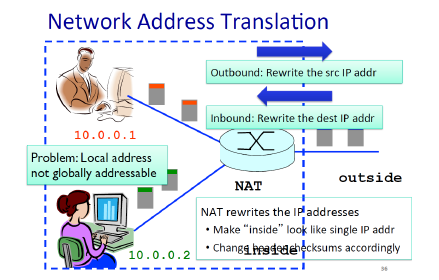 Network Address Translation
Outbound: Rewrite the src IP addr
Inbound: Rewrite the dest IP addr
10.0.0.1
Problem: Local address
not globally addressable
NAT
outside
NAT rewrites the IP addresses
• Make “inside” look like single IP addr
• Change header checksums accordingly
inside
10.0.0.2
36